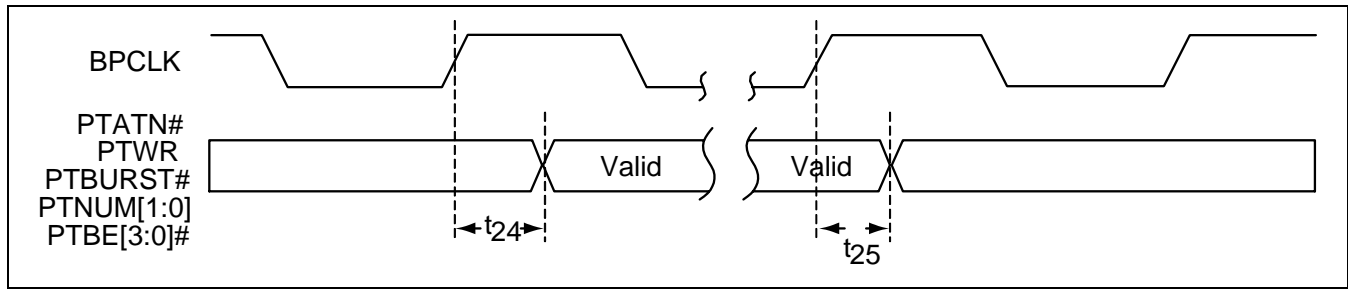 BPCLK
PTATN#
PTWR
PTBURST#
PTNUM[1:0]
PTBE[3:0]#
Valid
Valid
t24
t25